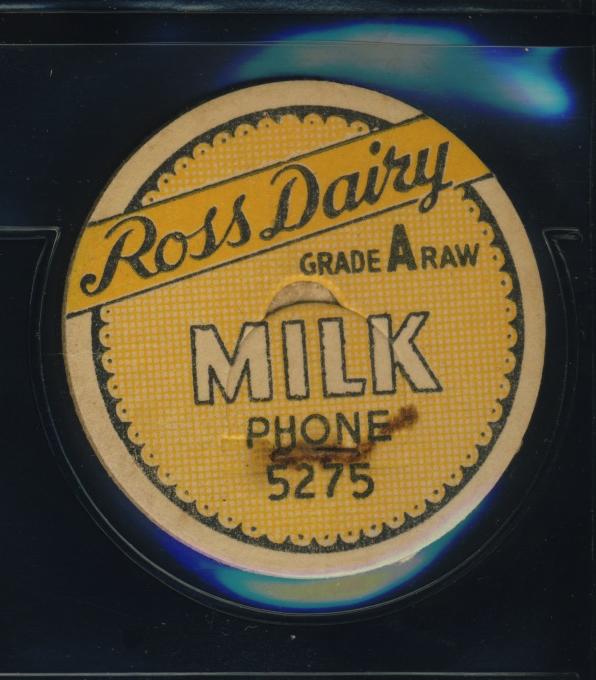 Ross Dairy
GRADE A RAW
MILK
PHONE
5275